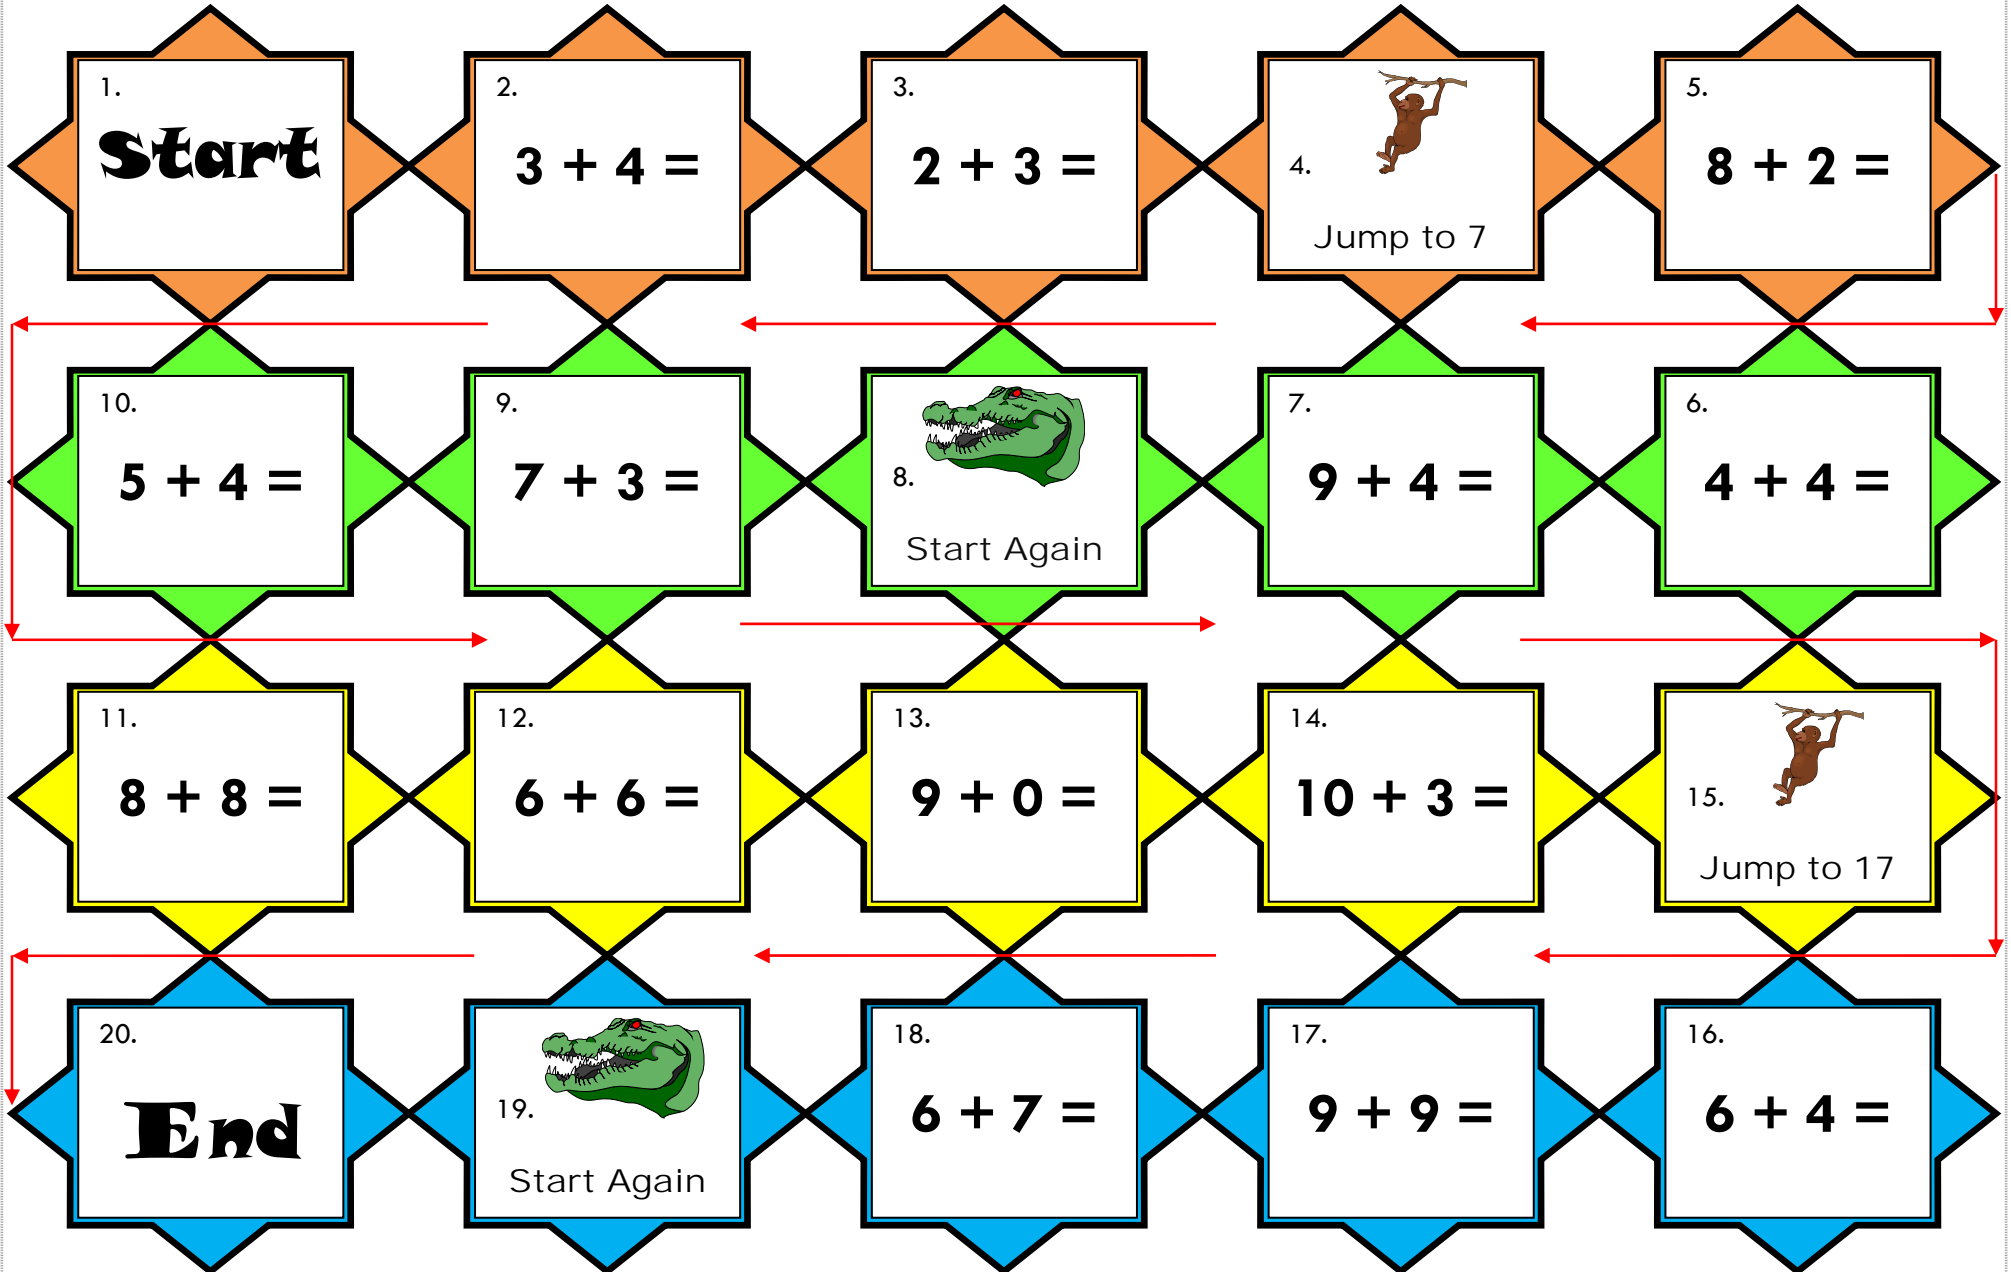 1.
Start
2.
3 + 4 =
3.
2 + 3 =
4.
Jump to 7
5.
8 + 2 =
10.
5 + 4 =
9.
7 + 3 =
8.
Start Again
7.
9 + 4 =
6.
4 + 4 =
11.
8 + 8 =
12.
6 + 6 =
13.
9 + 0 =
14.
10 + 3 =
15.
Jump to 17
20.
End
19.
Start Again
18.
6 + 7 =
17.
9 + 9 =
16.
6 + 4 =